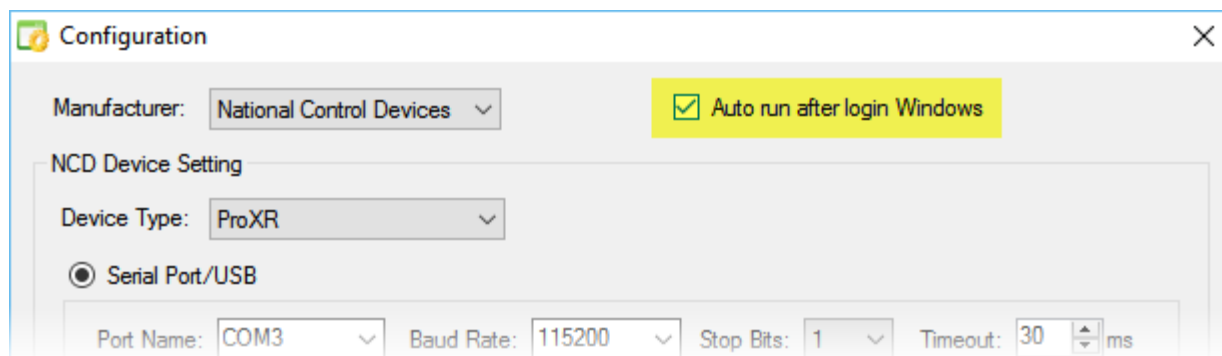 Configuration
Manufacturer: National Control Devices Auto run after login Windows
NCD Device Setting
Device Type: ProXR
Serial Port/USB
Port Name: COM3 Baud Rate: 115200 Stop Bits: 1 Timeout: 30 ms